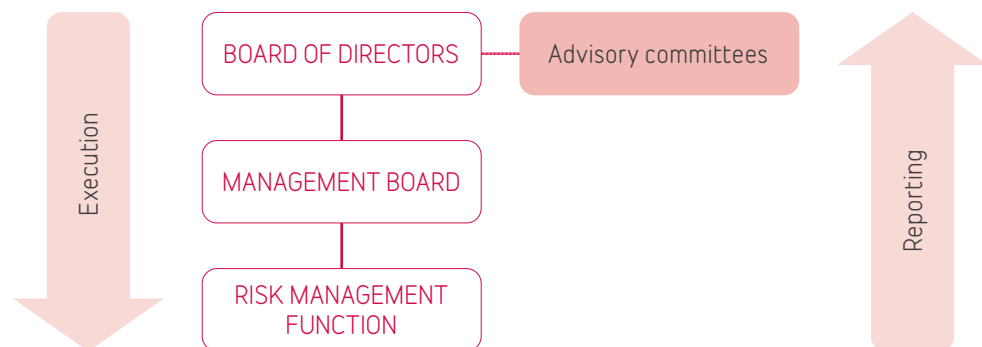 BOARD OF DIRECTORS
Advisory committees
Execution
MANAGEMENT BOARD
Reporting
RISK MANAGEMENT
FUNCTION